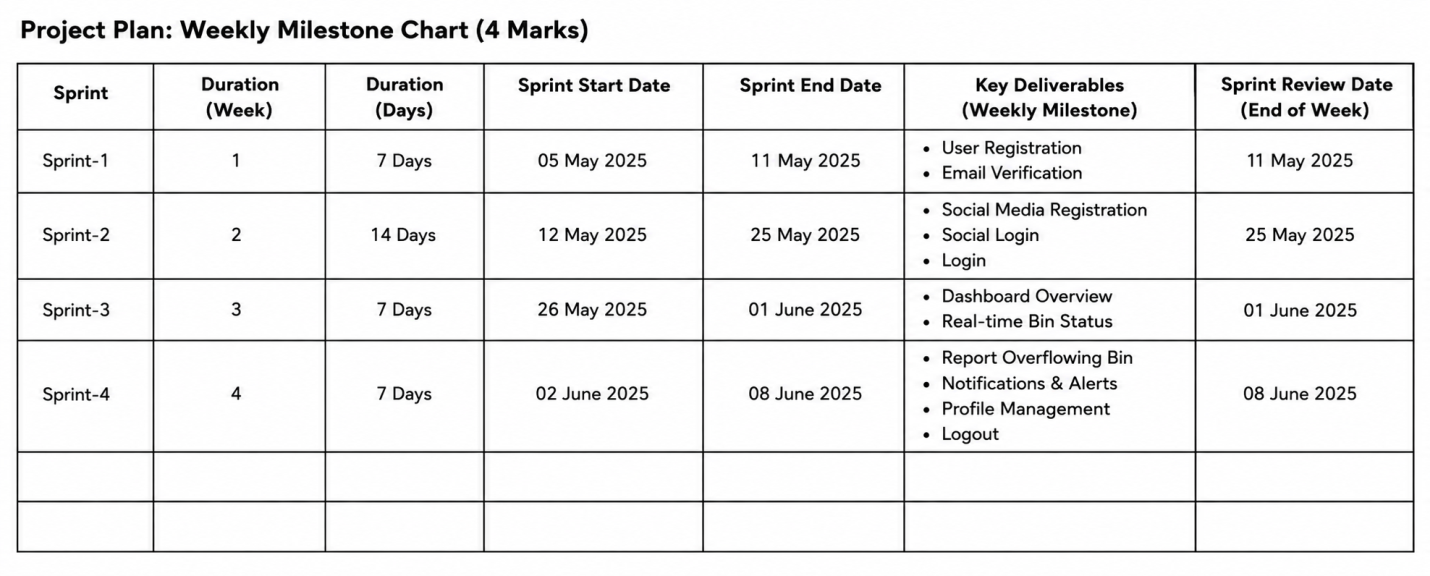 Project Plan: Weekly Milestone Chart (4 Marks)
Sprint
Duration
(Week)
Duration
(Days)
Sprint Start Date
Sprint End Date
Key Deliverables
(Weekly Milestone)
Sprint Review Date
(End of Week)
Sprint-1
1
7 Days
05 May 2025
11 May 2025
• User Registration
• Email Verification
11 May 2025
Sprint-2
2
14 Days
12 May 2025
25 May 2025
• Social Media Registration
• Social Login
• Login
25 May 2025
Sprint-3
3
7 Days
26 May 2025
01 June 2025
• Dashboard Overview
• Real-time Bin Status
01 June 2025
Sprint-4
4
7 Days
02 June 2025
08 June 2025
• Report Overflowing Bin
• Notifications & Alerts
• Profile Management
• Logout
08 June 2025